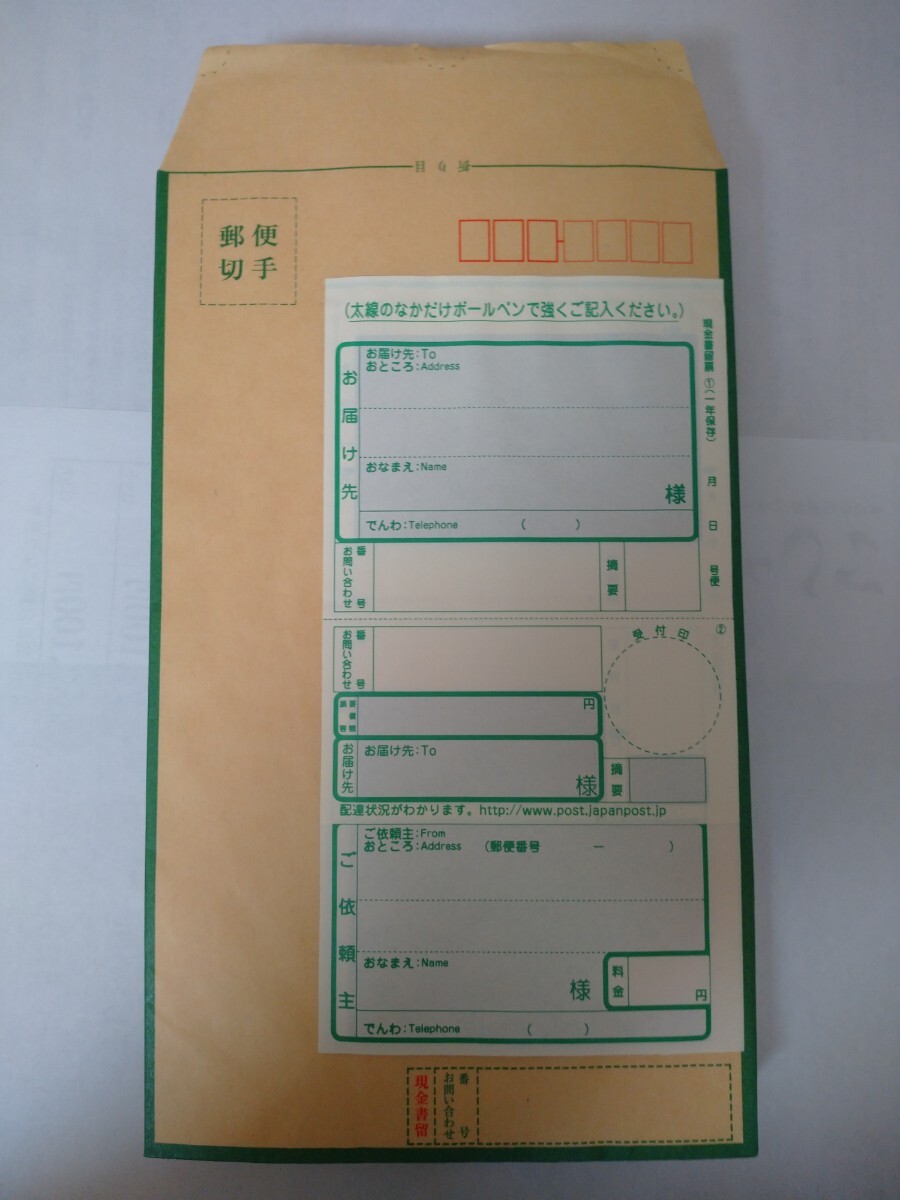 折り目
郵便
切手
(太線のなかだけボールペンで強くご記入ください。)
現金書留票 ①(一年保存) 月 日 号便
お届け先
お届け先:To
おところ:Address
おなまえ:Name
様
でんわ:Telephone ( )
お問い合わせ番号
摘要
②
受付印
お問い合わせ番号
円
お届け先
お届け先:To
様
摘要
配達状況がわかります。http://www.post.japanpost.jp
ご依頼主
ご依頼主:From
おところ:Address (郵便番号 ー )
おなまえ:Name
様
料金
円
でんわ:Telephone ( )
現金書留
お問い合わせ番号